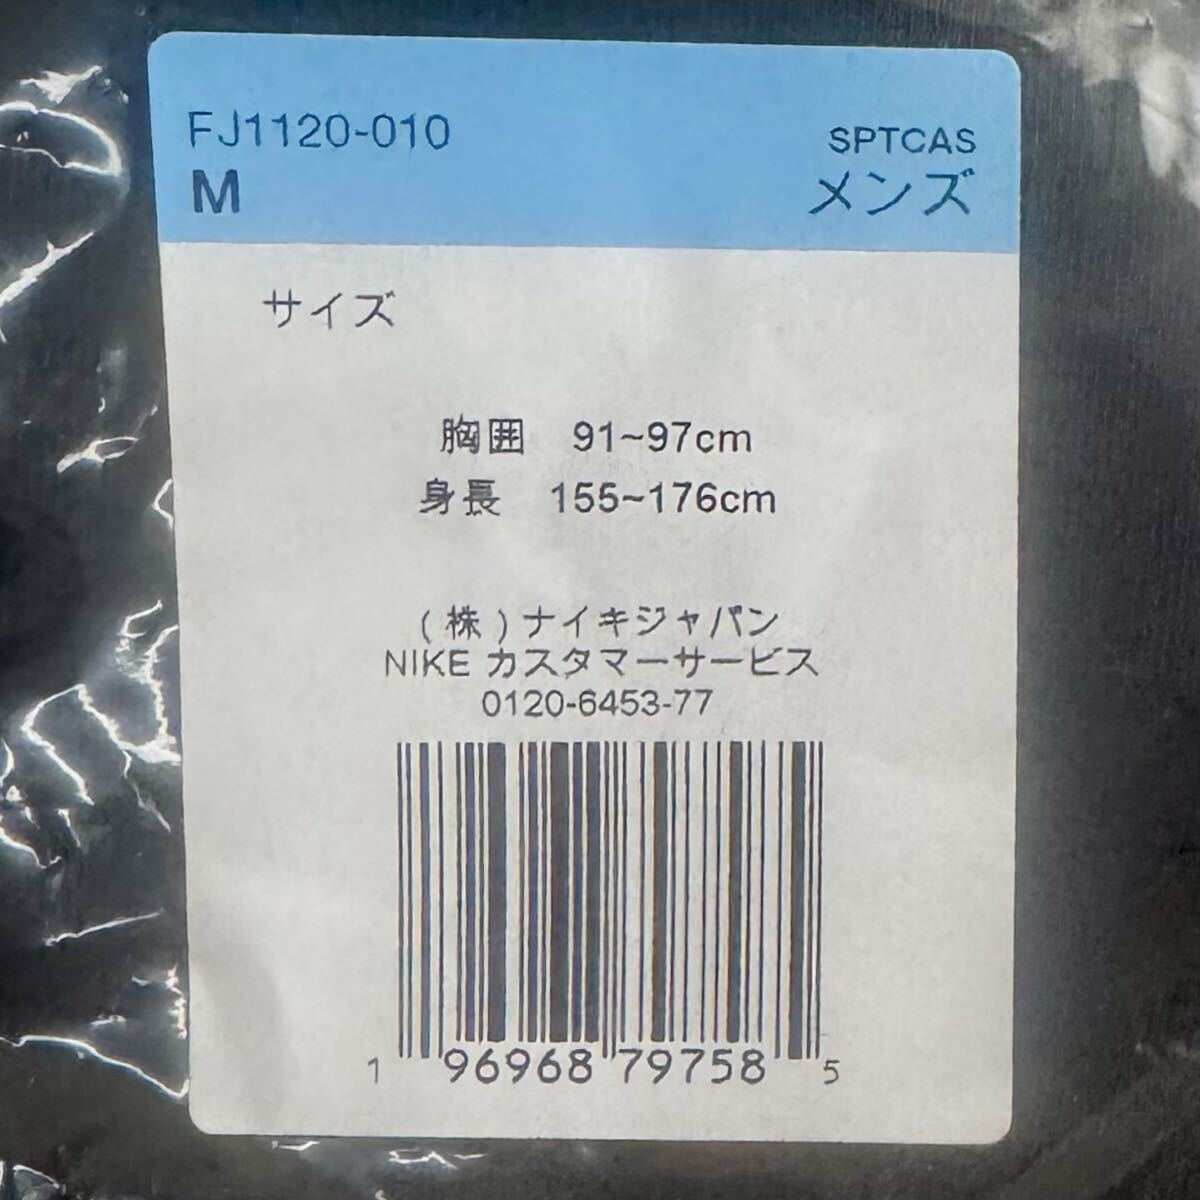 FJ1120-010
SPTCAS
M
メンズ
サイズ
胸囲 91~97cm
身長 155~176cm
(株)ナイキジャパン
NIKE カスタマーサービス
0120-6453-77
1 96968 79758 5